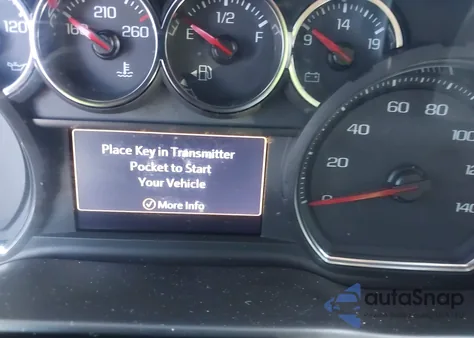 120
160 210 260
E 1/2 F
9 14 19
Place Key in Transmitter
Pocket to Start
Your Vehicle
More Info
0 20 40 60 80 100 140
autoSnap